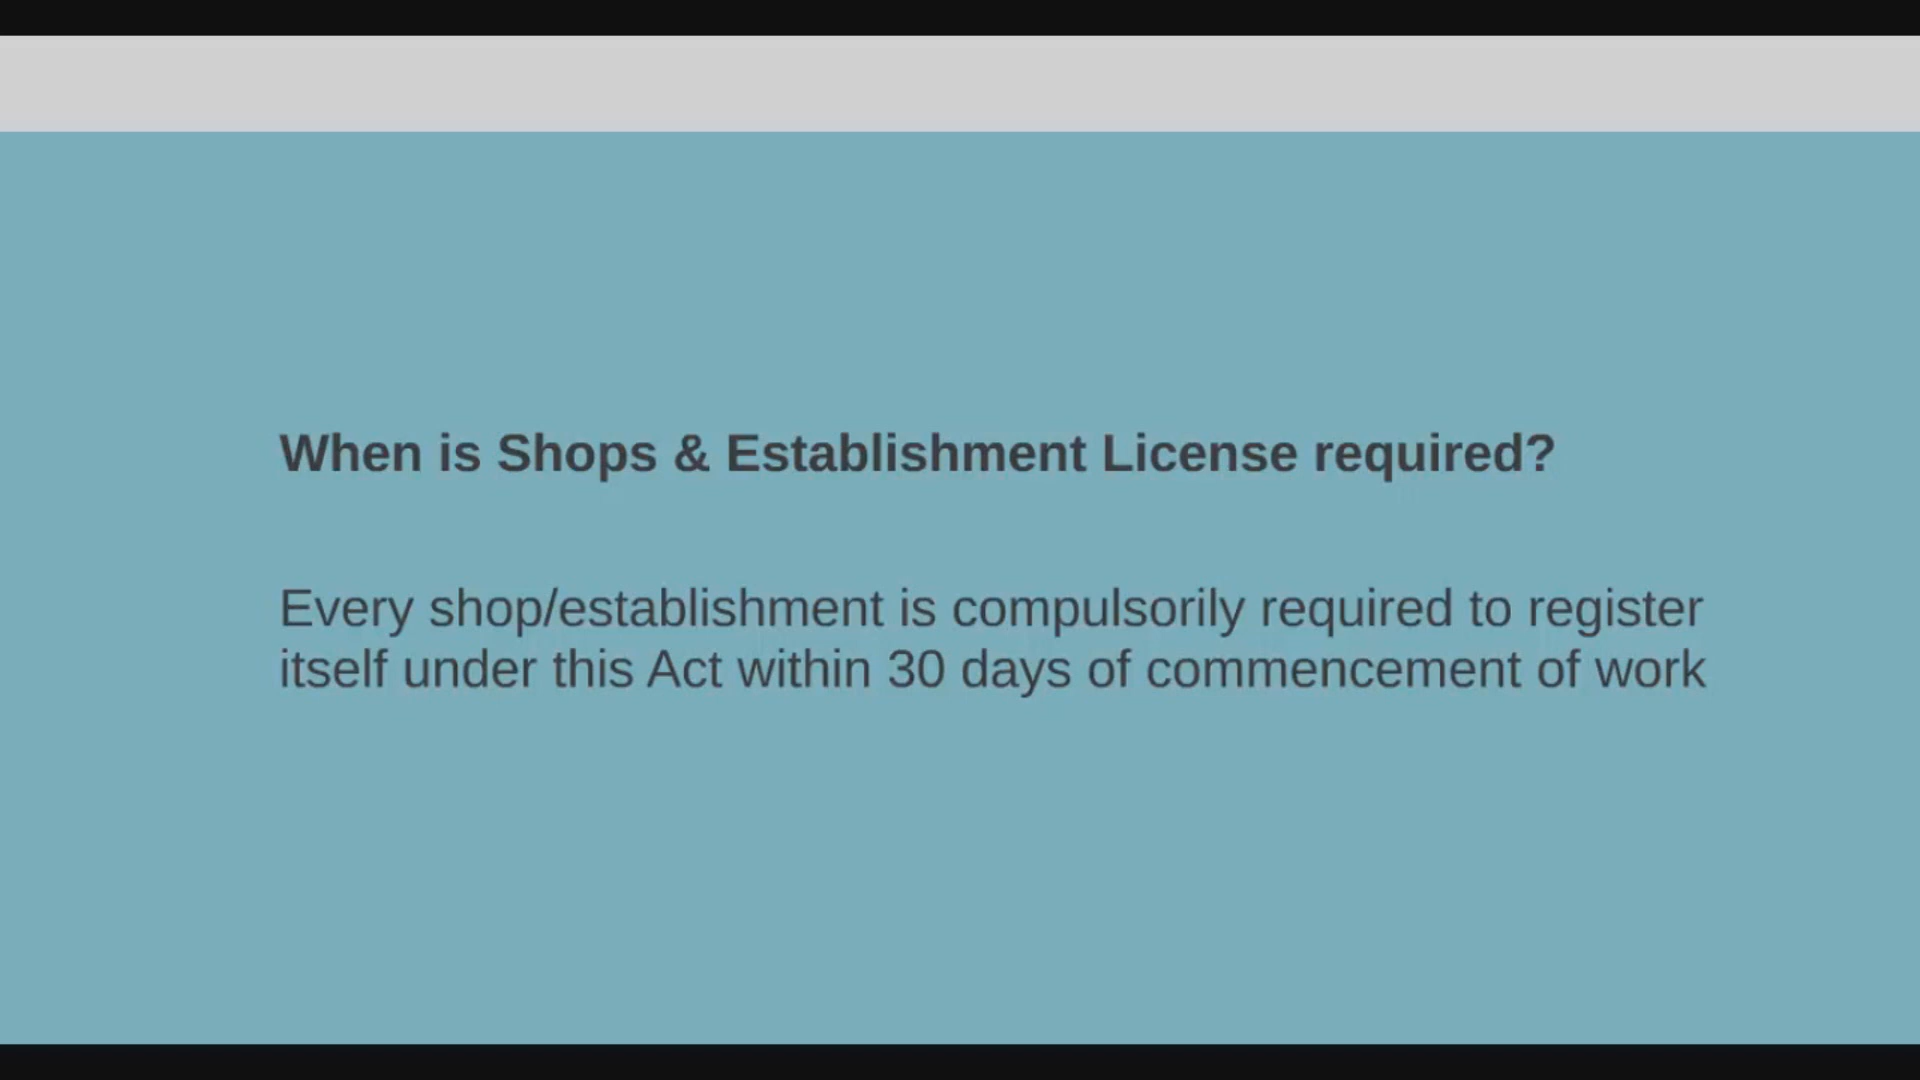 When is Shops & Establishment License required?
Every shop/establishment is compulsorily required to register
itself under this Act within 30 days of commencement of work